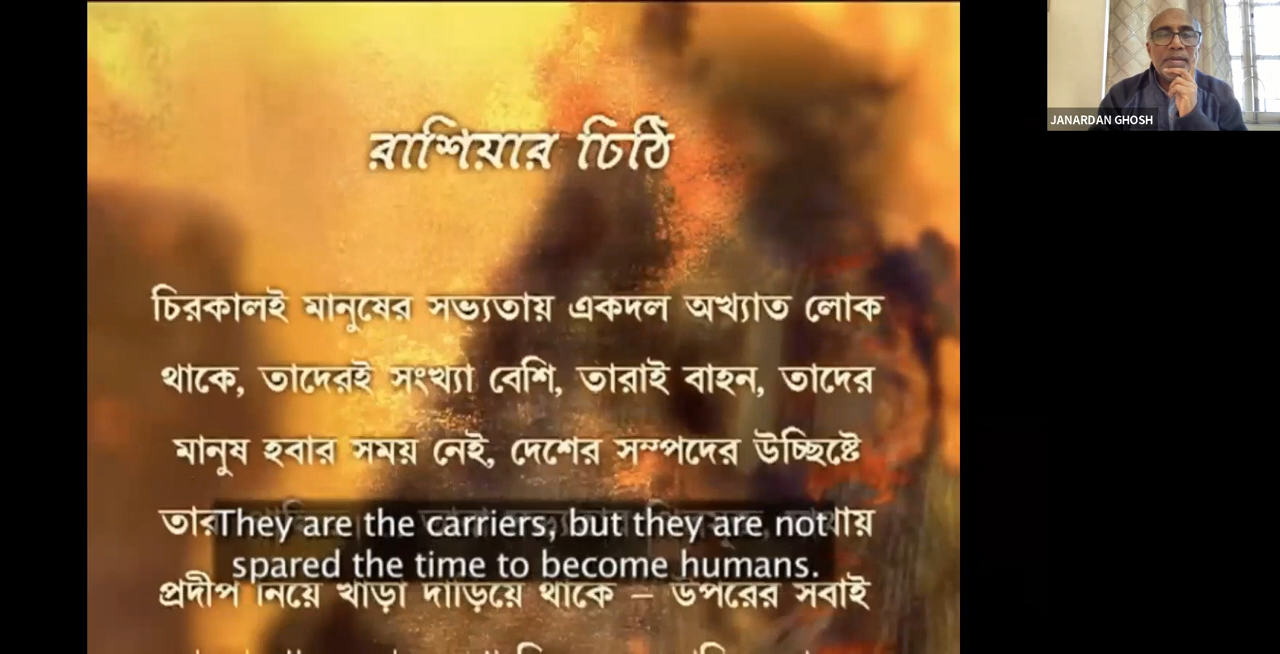 রাশিয়ার চিঠি
চিরকালই মানুষের সভ্যতায় একদল অখ্যাত লোক
থাকে, তাদেরই সংখ্যা বেশি, তারাই বাহন, তাদের
মানুষ হবার সময় নেই, দেশের সম্পদের উচ্ছিষ্টে
They are the carriers, but they are not
spared the time to become humans.
প্রদীপ নিয়ে খাড়া দাঁড়িয়ে থাকে – উপরের সবাই
JANARDAN GHOSH